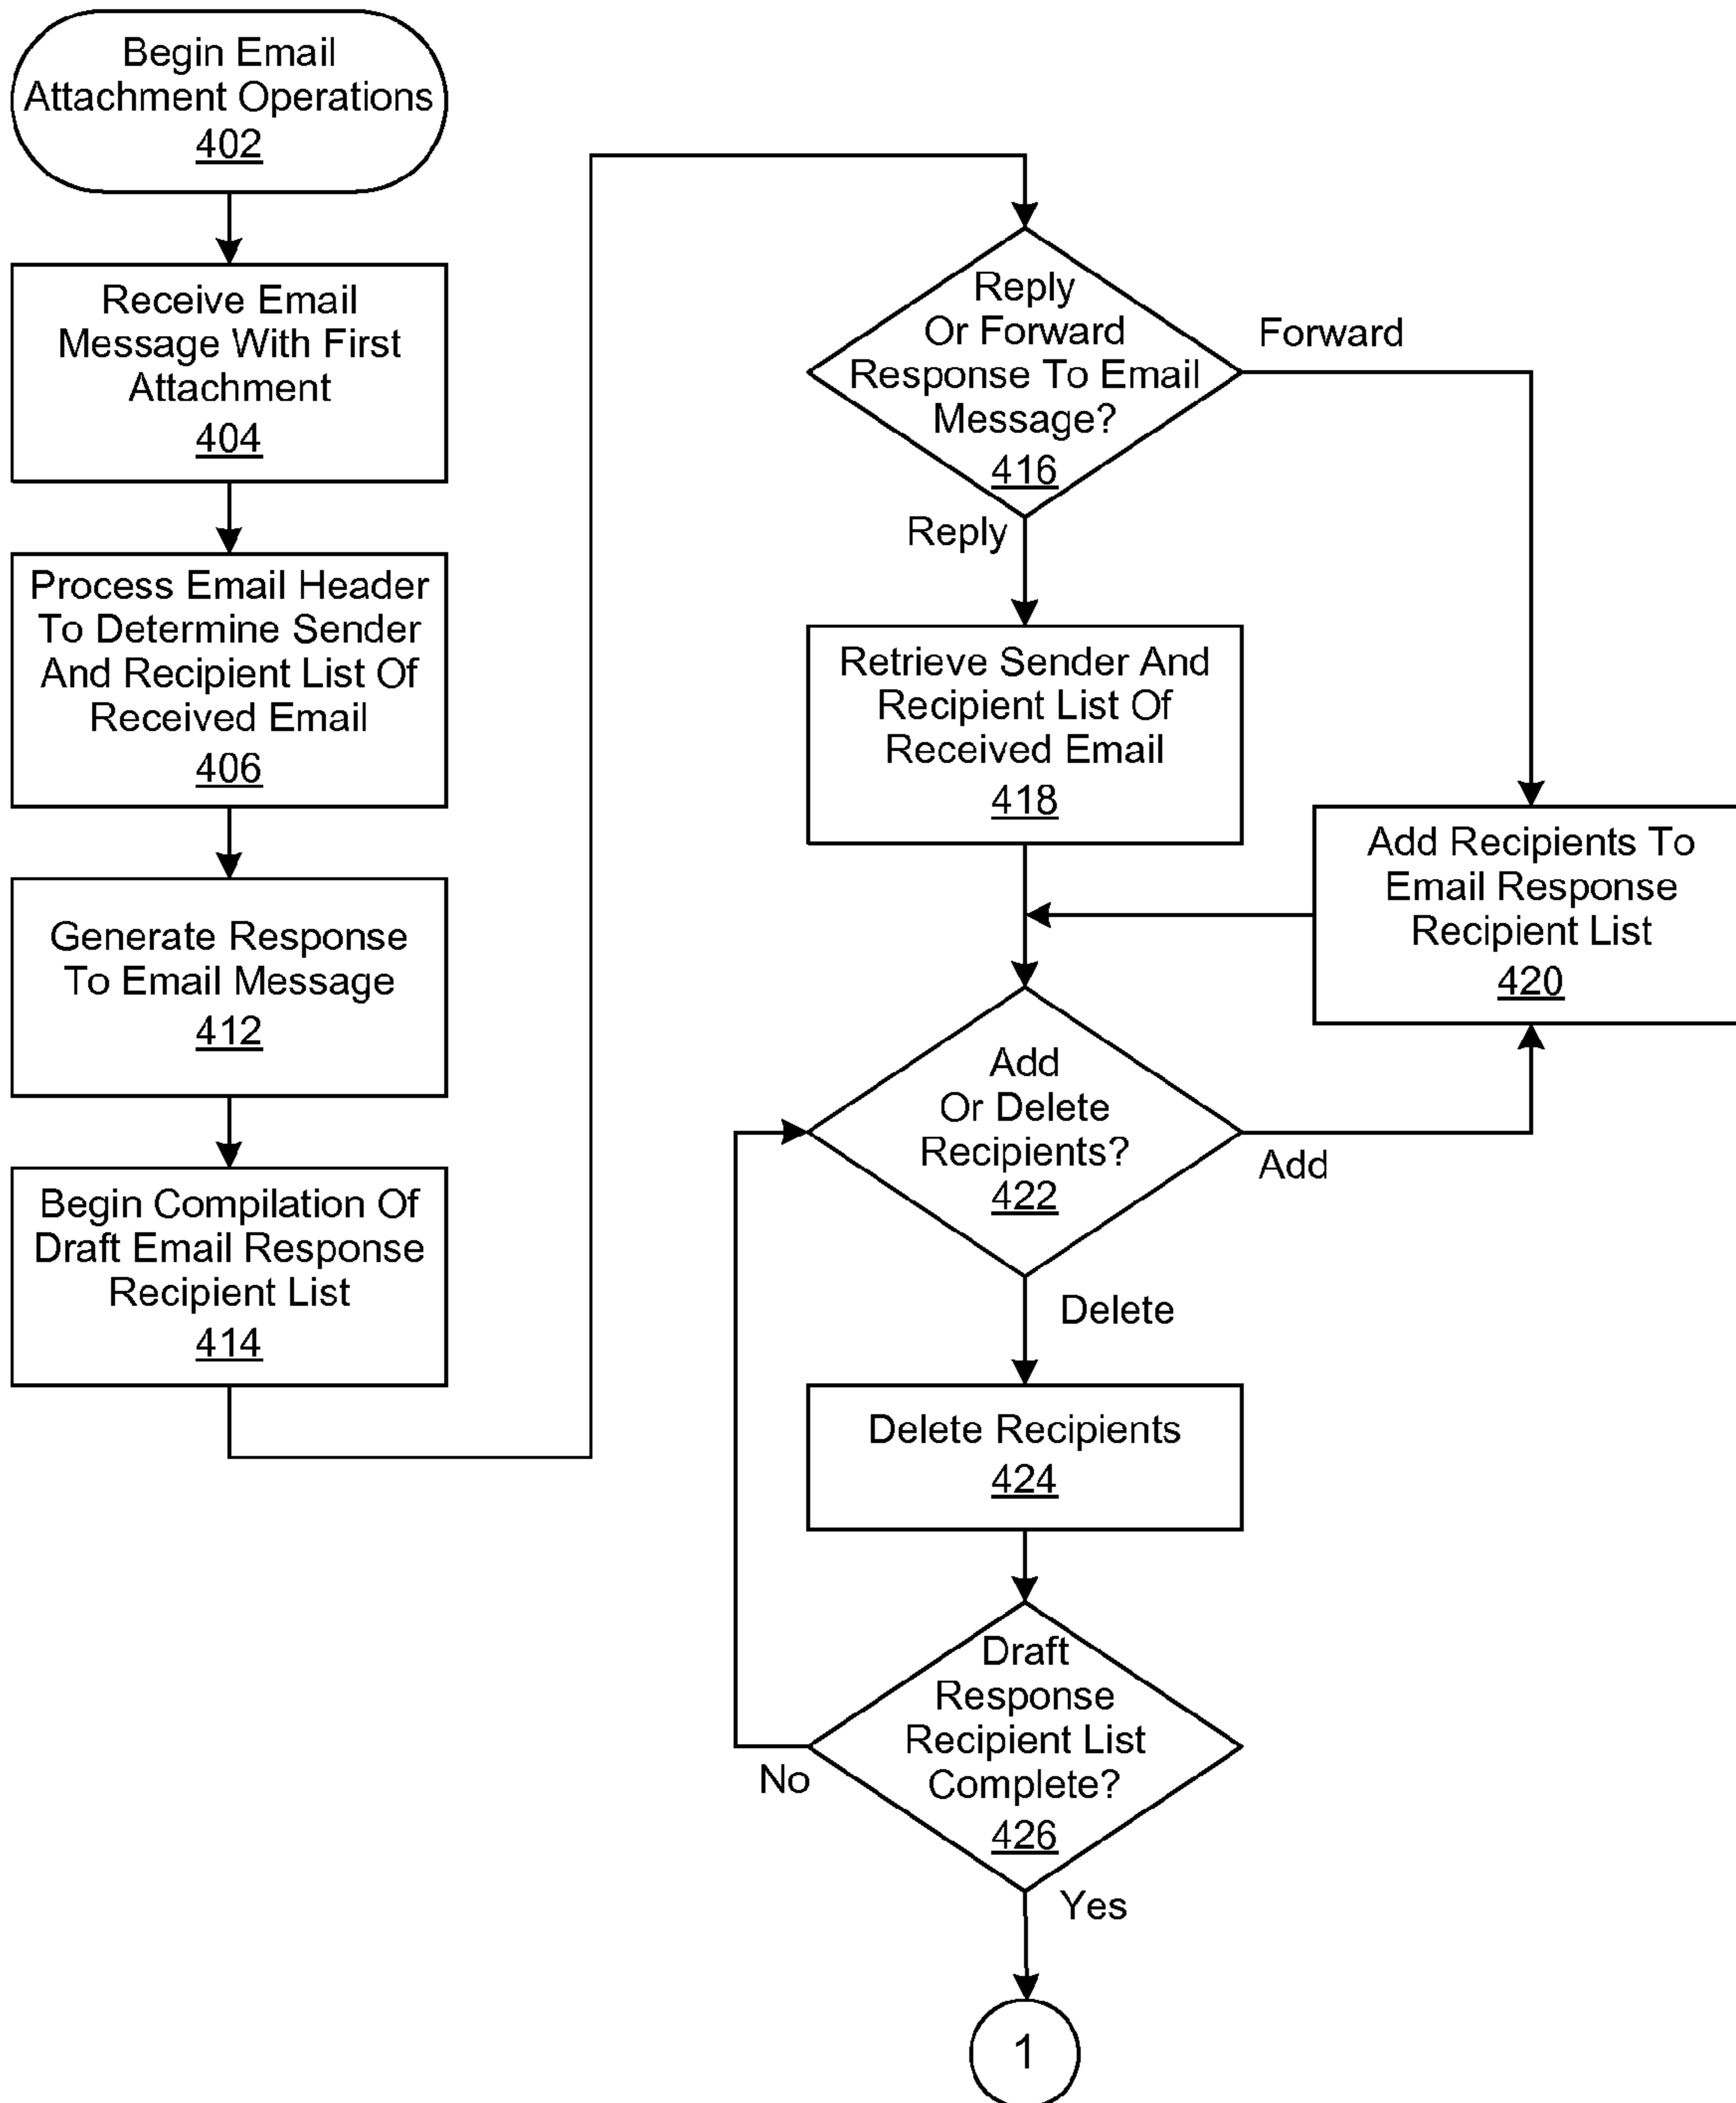 Begin Email
Attachment Operations
402
Receive Email
Message With First
Attachment
404
Process Email Header
To Determine Sender
And Recipient List Of
Received Email
406
Generate Response
To Email Message
412
Begin Compilation Of
Draft Email Response
Recipient List
414
Reply
Or Forward
Response To Email
Message?
416
Forward
Reply
Retrieve Sender And
Recipient List Of
Received Email
418
Add Recipients To
Email Response
Recipient List
420
Add
Or Delete
Recipients?
422
Add
Delete
Delete Recipients
424
Draft
Response
Recipient List
Complete?
426
No
Yes
1